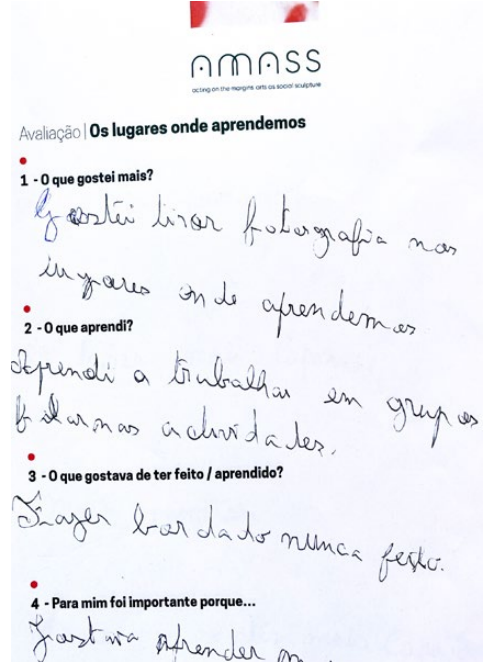 AMASS
acting on the margins arts as social sculpture
Avaliação | Os lugares onde aprendemos
1 - O que gostei mais?
Gostei tirar fotorgrafia nos
lugares onde aprendemos
2 - O que aprendi?
Aprendi a trabalhar em grupos
nas actividades.
3 - O que gostava de ter feito / aprendido?
Fazer bordado nunca feito.
4 - Para mim foi importante porque...
Gostava aprender